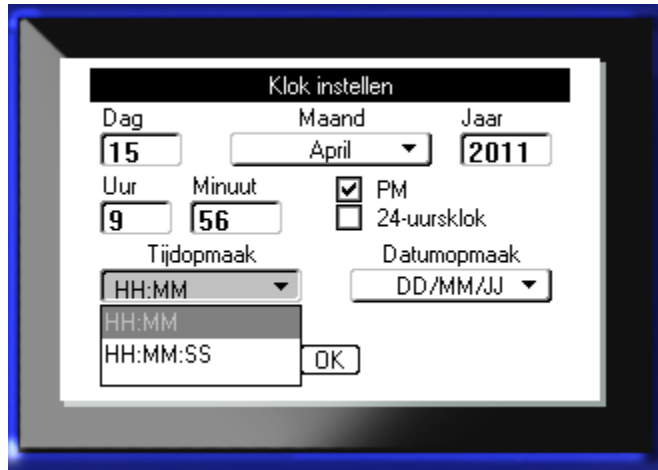 Klok instellen
Dag Maand Jaar
15 April 2011
Uur Minuut PM
9 56 24-uursklok
Tijdopmaak Datumopmaak
HH:MM DD/MM/JJ
HH:MM
HH:MM:SS
OK